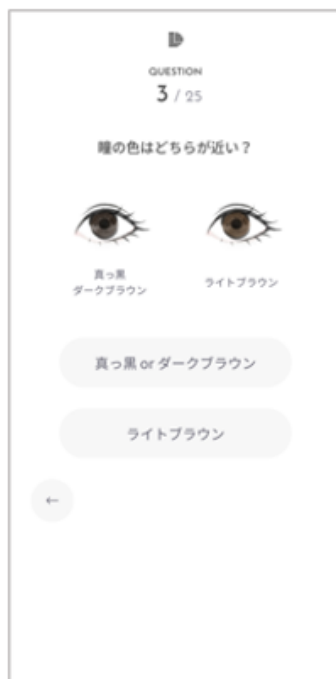 QUESTION
3 / 25
瞳の色はどちらが近い？
真っ黒
ダークブラウン
ライトブラウン
真っ黒 or ダークブラウン
ライトブラウン
←